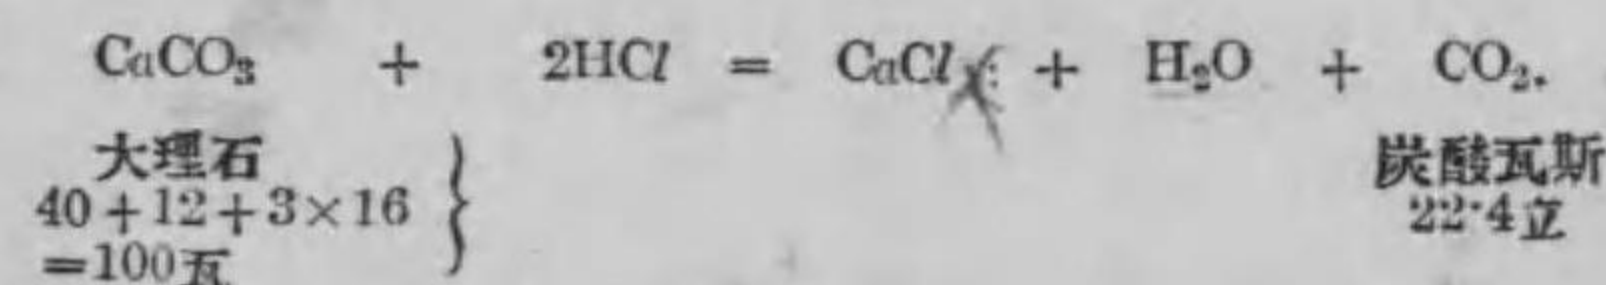 CaCO₃ + 2HCl = CaCl + H₂O + CO₂.
大理石 炭酸瓦斯
40+12+3×16 22·4立
=100瓦